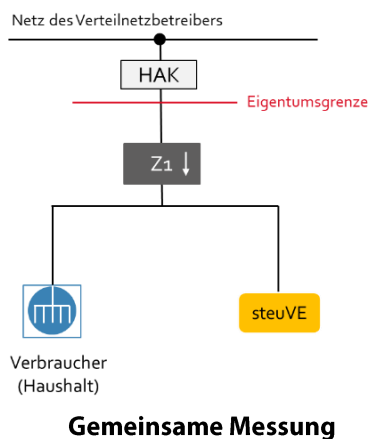 Netz des Verteilnetzbetreibers
HAK
Eigentumsgrenze
Z1 ↓
steuVE
Verbraucher
(Haushalt)
Gemeinsame Messung